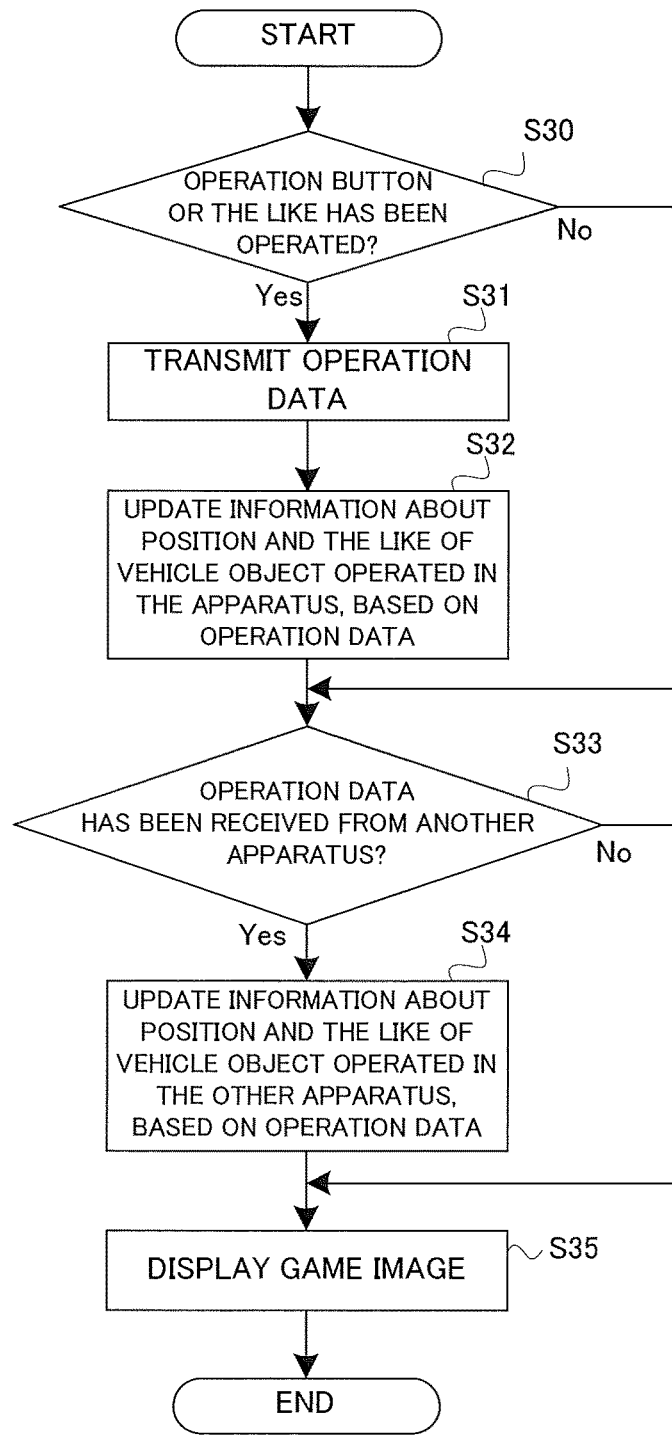 START
S30
OPERATION BUTTON
OR THE LIKE HAS BEEN
OPERATED?
No
Yes
S31
TRANSMIT OPERATION
DATA
S32
UPDATE INFORMATION ABOUT
POSITION AND THE LIKE OF
VEHICLE OBJECT OPERATED IN
THE APPARATUS, BASED ON
OPERATION DATA
S33
OPERATION DATA
HAS BEEN RECEIVED FROM ANOTHER
APPARATUS?
No
Yes
S34
UPDATE INFORMATION ABOUT
POSITION AND THE LIKE OF
VEHICLE OBJECT OPERATED IN
THE OTHER APPARATUS,
BASED ON OPERATION DATA
DISPLAY GAME IMAGE
S35
END